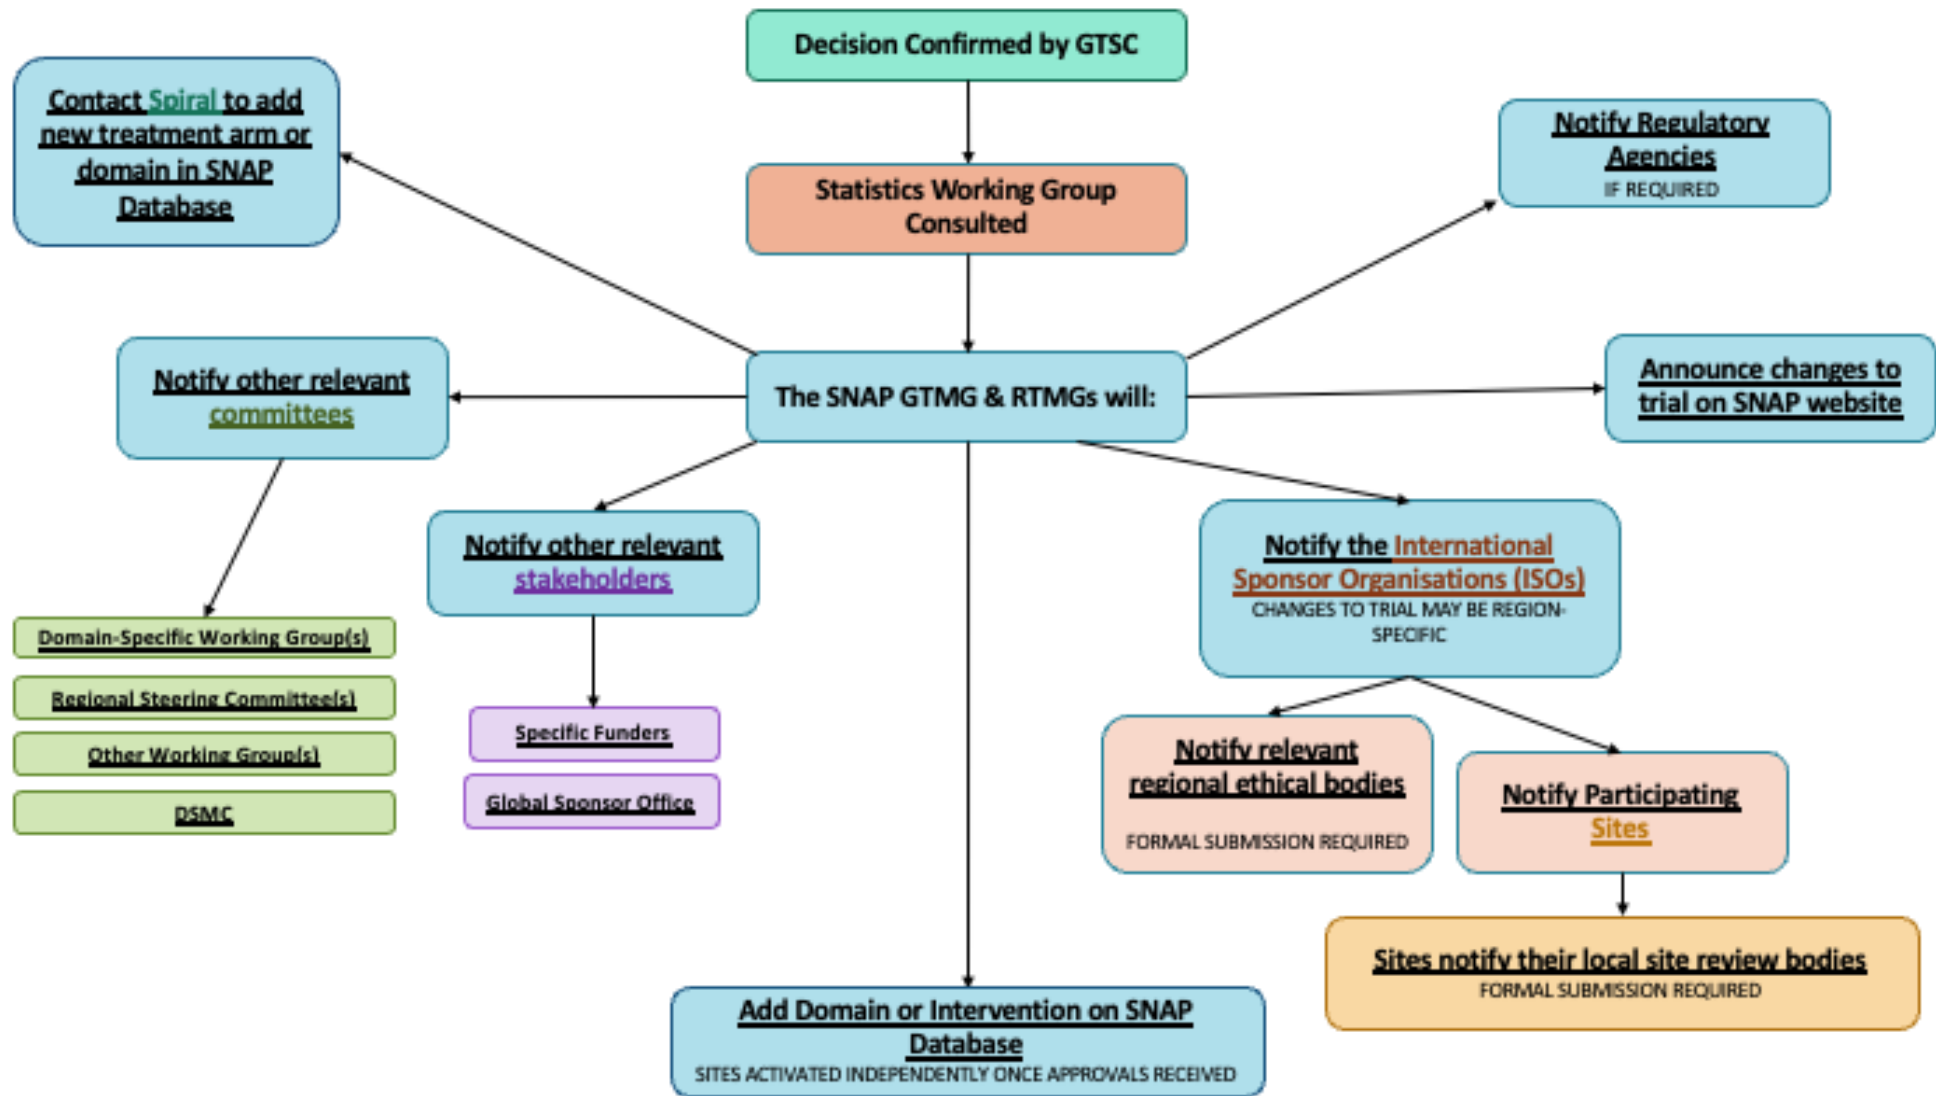 Decision Confirmed by GTSC
Contact Spiral to add
new treatment arm or
domain in SNAP
Database
Notify Regulatory
Agencies
IF REQUIRED
Statistics Working Group
Consulted
Notify other relevant
committees
The SNAP GTMG & RTMGs will:
Announce changes to
trial on SNAP website
Notify other relevant
stakeholders
Notify the International
Sponsor Organisations (ISOs)
CHANGES TO TRIAL MAY BE REGION-
SPECIFIC
Domain-Specific Working Group(s)
Regional Steering Committee(s)
Other Working Group(s)
DSMC
Specific Funders
Global Sponsor Office
Notify relevant
regional ethical bodies
FORMAL SUBMISSION REQUIRED
Notify Participating
Sites
Sites notify their local site review bodies
FORMAL SUBMISSION REQUIRED
Add Domain or Intervention on SNAP
Database
SITES ACTIVATED INDEPENDENTLY ONCE APPROVALS RECEIVED